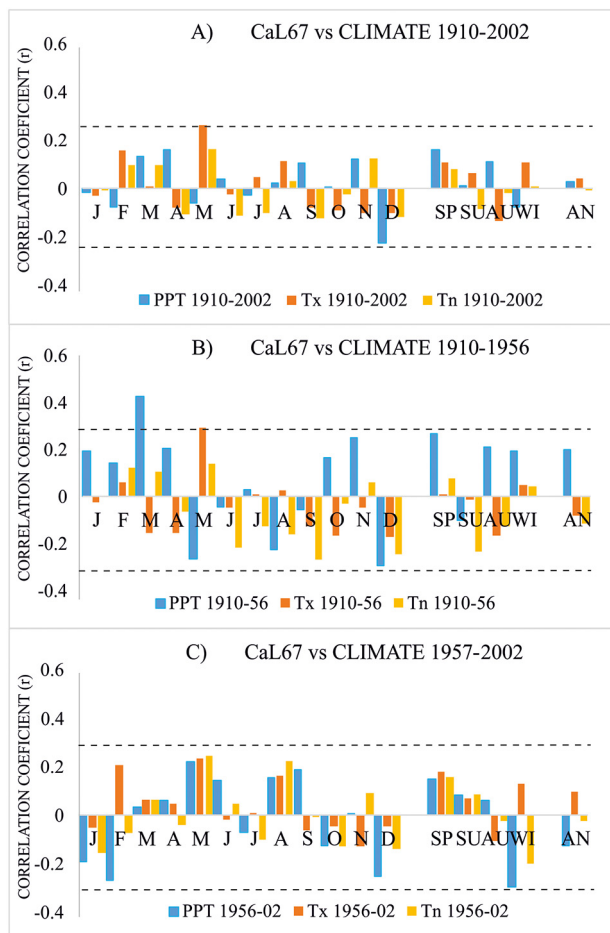 A) CaL67 vs CLIMATE 1910-2002
CORRELATION COEFICIENT (r)
0.6
0.4
0.2
0
-0.2
-0.4
J F M A M J J A S O N D SP SU AU WI AN
PPT 1910-2002 Tx 1910-2002 Tn 1910-2002
B) CaL67 vs CLIMATE 1910-1956
CORRELATION COEFICIENT (r)
0.6
0.4
0.2
0
-0.2
-0.4
J F M A M J J A S O N D SP SU AU WI AN
PPT 1910-56 Tx 1910-56 Tn 1910-56
C) CaL67 vs CLIMATE 1957-2002
CORRELATION COEFICIENT (r)
0.6
0.4
0.2
0
-0.2
-0.4
J F M A M J J A S O N D SP SU AU WI AN
PPT 1956-02 Tx 1956-02 Tn 1956-02